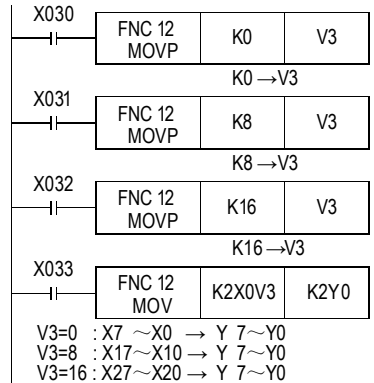 X030
FNC 12 MOVP K0 V3
K0→V3
X031
FNC 12 MOVP K8 V3
K8→V3
X032
FNC 12 MOVP K16 V3
K16→V3
X033
FNC 12 MOV K2X0V3 K2Y0
V3=0 : X7 ~X0 → Y 7~Y0
V3=8 : X17~X10 → Y 7~Y0
V3=16 : X27~X20 → Y 7~Y0